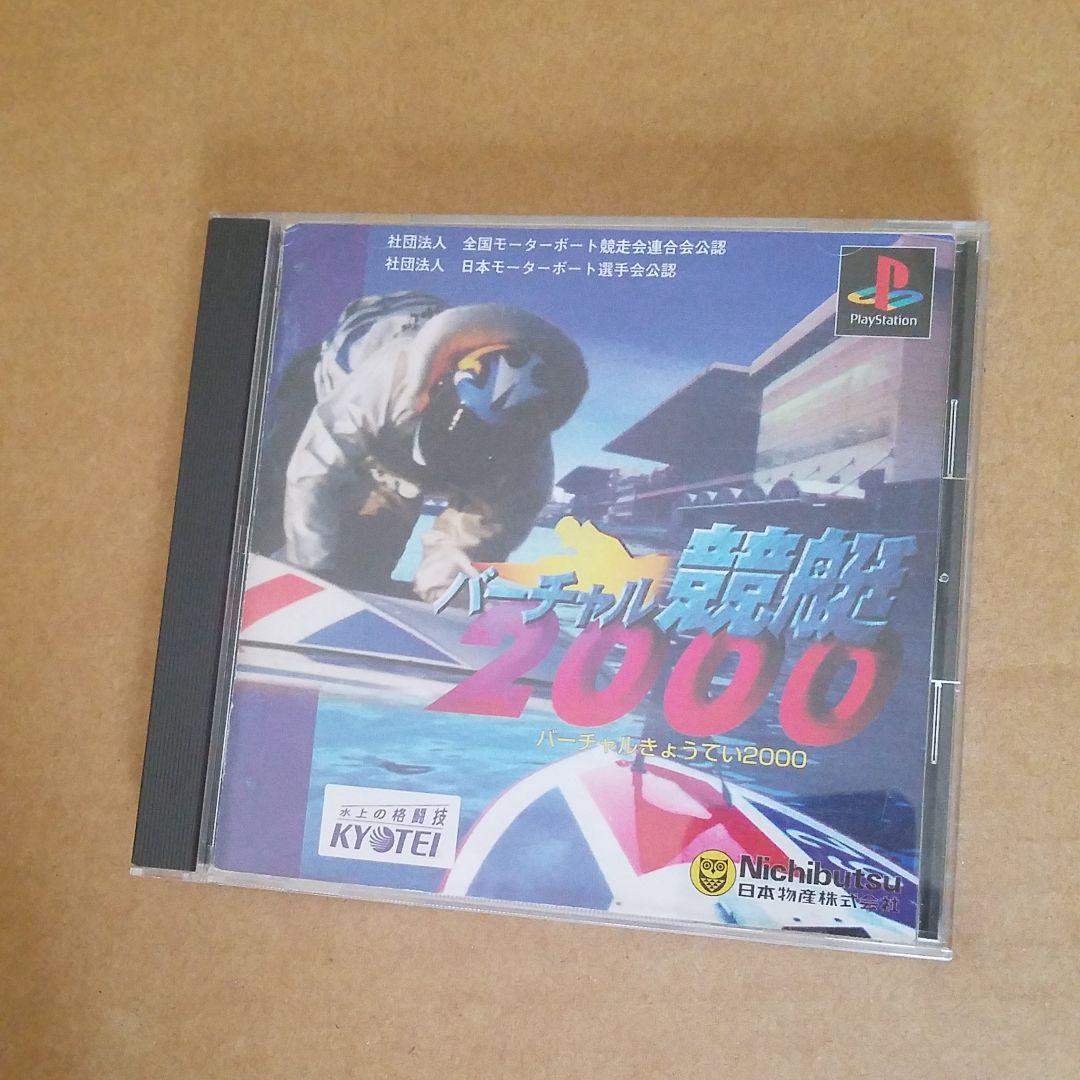 社団法人 全国モーターボート競走会連合会公認
社団法人 日本モーターボート選手会公認
PlayStation
バーチャル競艇
2000
バーチャルきょうてい2000
水上の格闘技
KYOTEI
Nichibutsu
日本物産株式会社